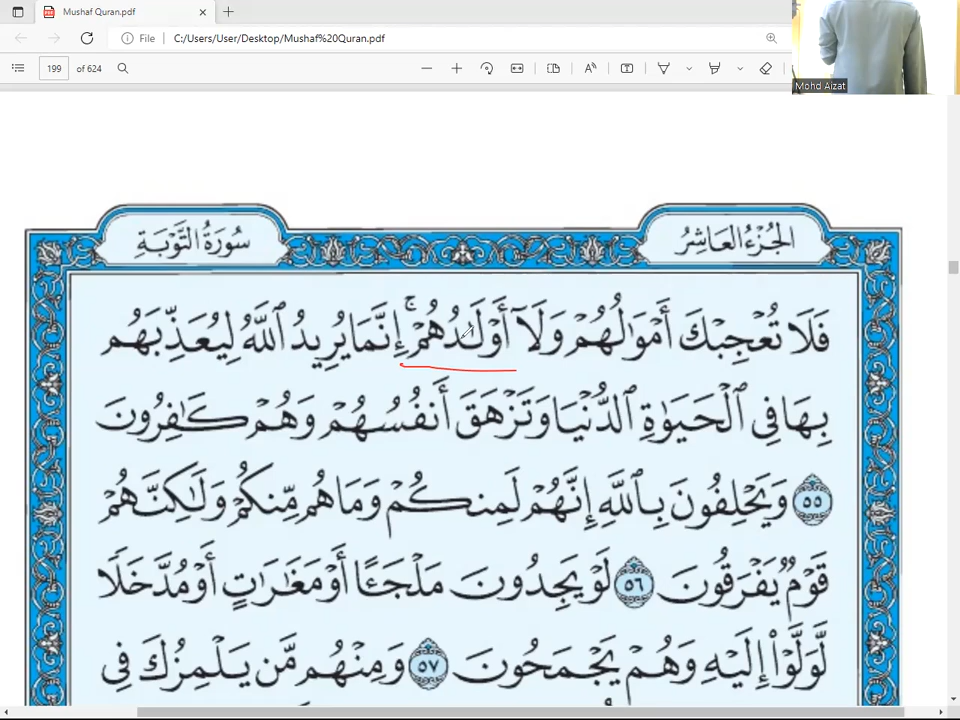 Mushaf Quran.pdf
File C:/Users/User/Desktop/Mushaf%20Quran.pdf
199 of 624
Mohd Aizat
الجُزْءُ العَاشِرُ
سُورَةُ التَّوْبَةِ
فَلَا تُعْجِبْكَ أَمْوَٰلُهُمْ وَلَآ أَوْلَٰدُهُمْ ۚ إِنَّمَا يُرِيدُ ٱللَّهُ لِيُعَذِّبَهُم
بِهَا فِى ٱلْحَيَوٰةِ ٱلدُّنْيَا وَتَزْهَقَ أَنفُسُهُمْ وَهُمْ كَٰفِرُونَ
٥٥ وَيَحْلِفُونَ بِٱللَّهِ إِنَّهُمْ لَمِنكُمْ وَمَا هُم مِّنكُمْ وَلَٰكِنَّهُمْ
قَوْمٌ يَفْرَقُونَ ٥٦ لَوْ يَجِدُونَ مَلْجَـًٔا أَوْ مَغَٰرَٰتٍ أَوْ مُدَّخَلًا
لَّوَلَّوْا۟ إِلَيْهِ وَهُمْ يَجْمَحُونَ ٥٧ وَمِنْهُم مَّن يَلْمِزُكَ فِى